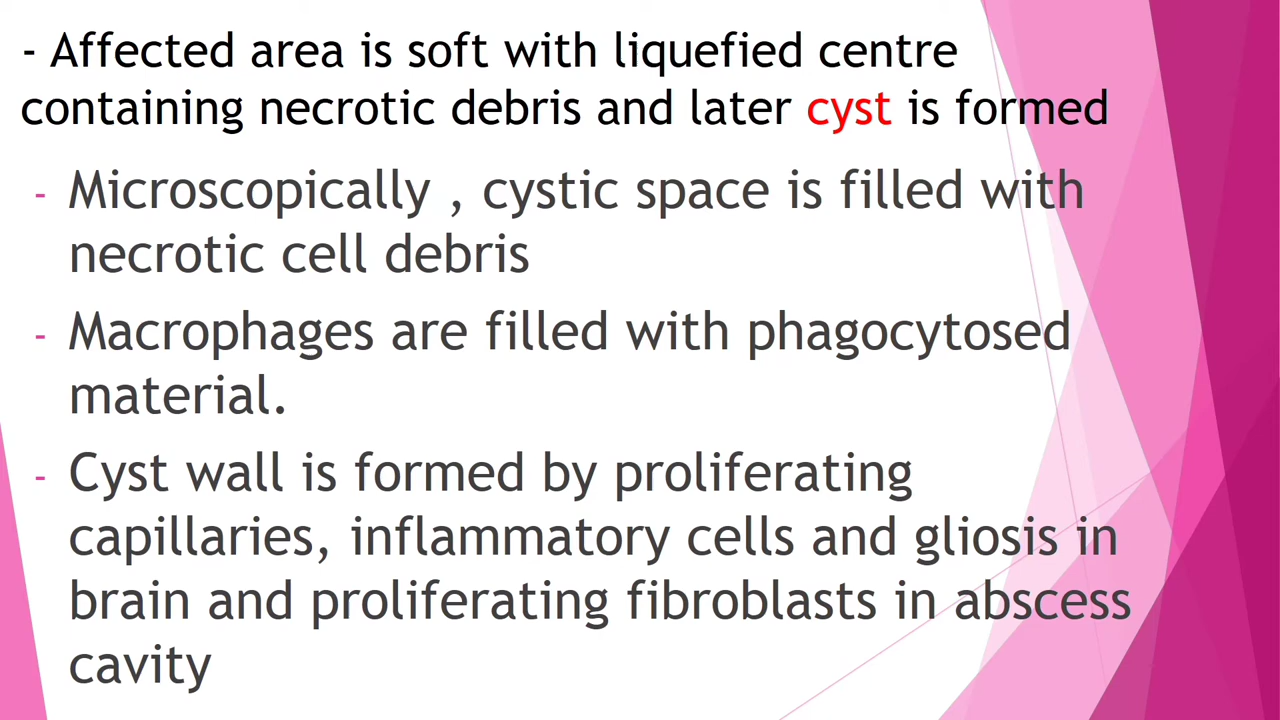 - Affected area is soft with liquefied centre
containing necrotic debris and later cyst is formed
- Microscopically , cystic space is filled with
necrotic cell debris
- Macrophages are filled with phagocytosed
material.
- Cyst wall is formed by proliferating
capillaries, inflammatory cells and gliosis in
brain and proliferating fibroblasts in abscess
cavity